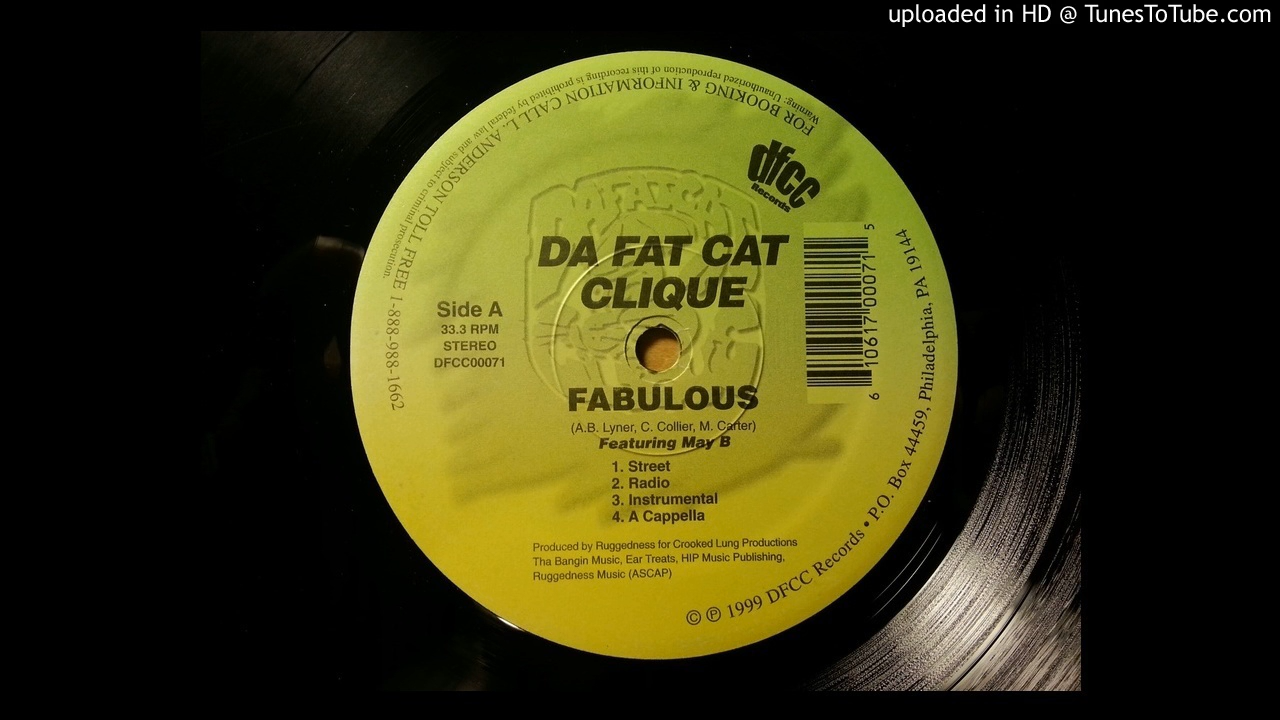 uploaded in HD @ TunesToTube.com
FOR BOOKING & INFORMATION CALL L. ANDERSON TOLL FREE 1-888-988-1662
Warning: Unauthorized reproduction of this recording is prohibited by federal law and subject to criminal prosecution.
dfcc
Records
DA FAT CAT
DA FAT CAT
CLIQUE
Side A
33.3 RPM
STEREO
DFCC00071
6 10617 00071 5
FABULOUS
(A.B. Lyner, C. Collier, M. Carter)
Featuring May B
1. Street
2. Radio
3. Instrumental
4. A Cappella
Produced by Ruggedness for Crooked Lung Productions
Tha Bangin Music, Ear Treats, HIP Music Publishing,
Ruggedness Music (ASCAP)
© ℗ 1999 DFCC Records • P.O. Box 44459, Philadelphia, PA 19144